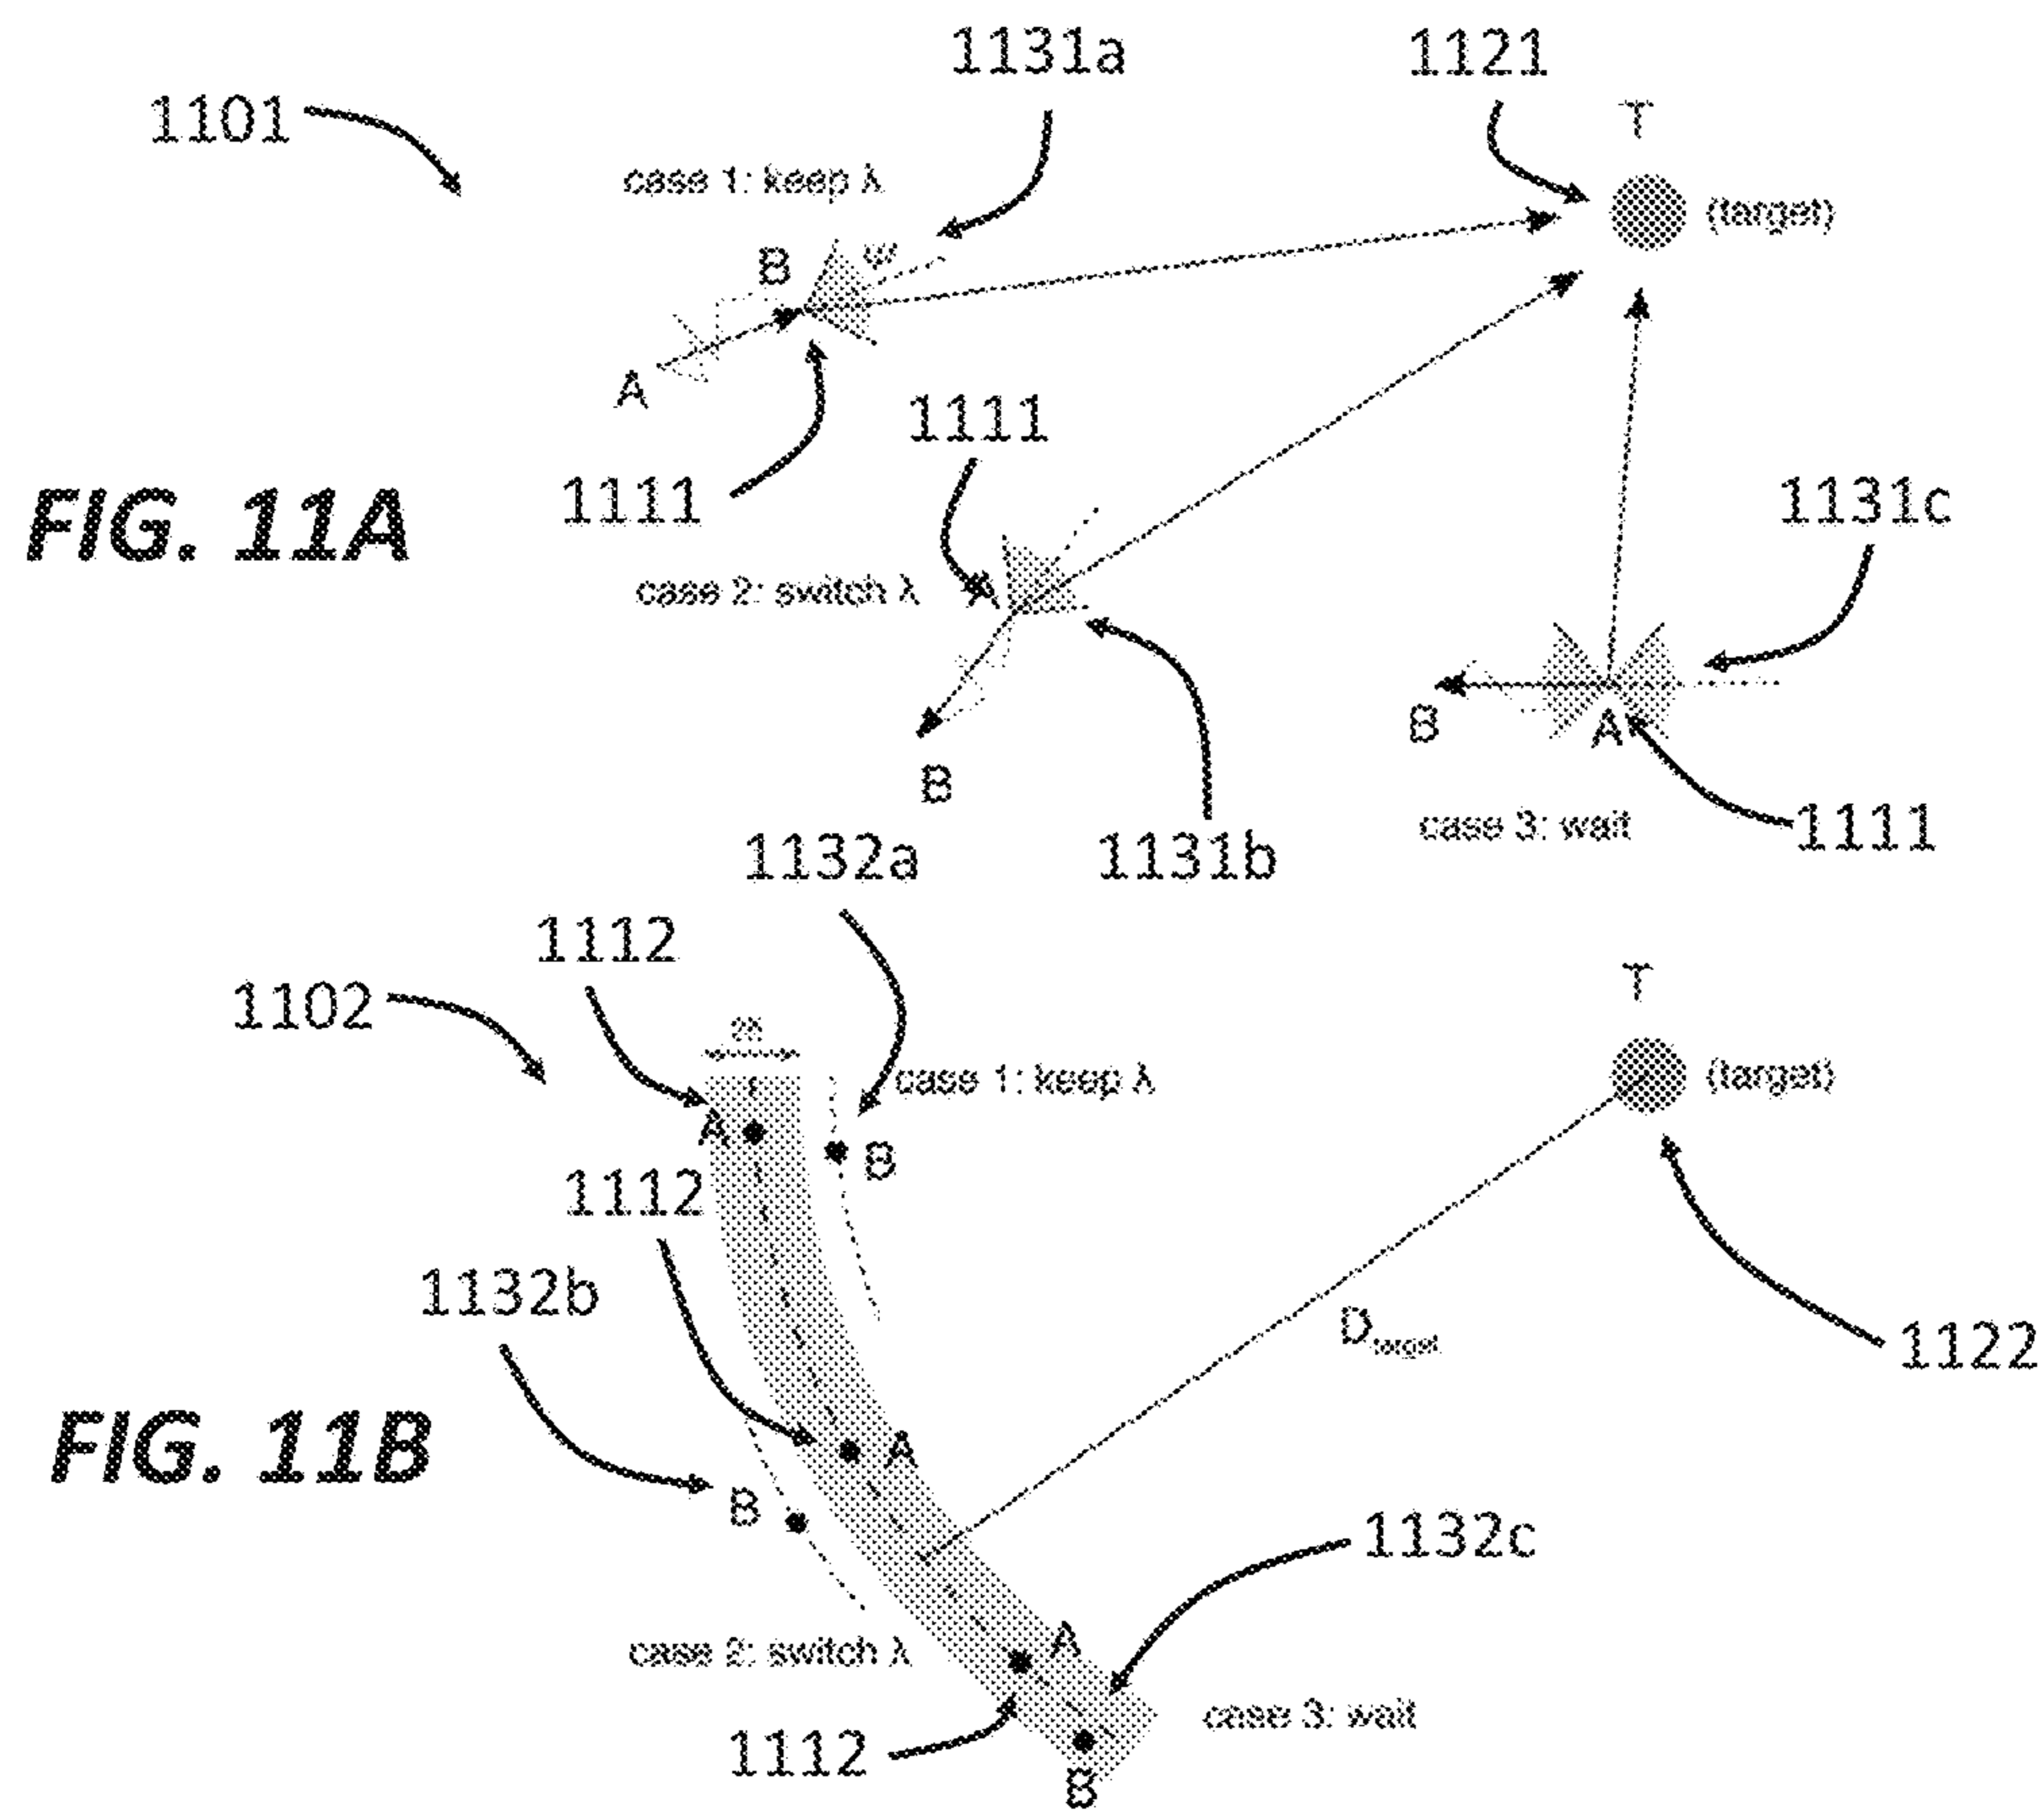 1131a
1121
1101
T
case 1: keep λ
(target)
B
ψ
A
1111
1111
FIG. 11A
1131c
case 2: switch λ
A
B
A
B
case 3: wait
1111
1132a
1131b
1112
T
1102
case 1: keep λ
(target)
A
B
1112
1132b
D target
1122
A
FIG. 11B
B
1132c
A
case 2: switch λ
case 3: wait
1112
B